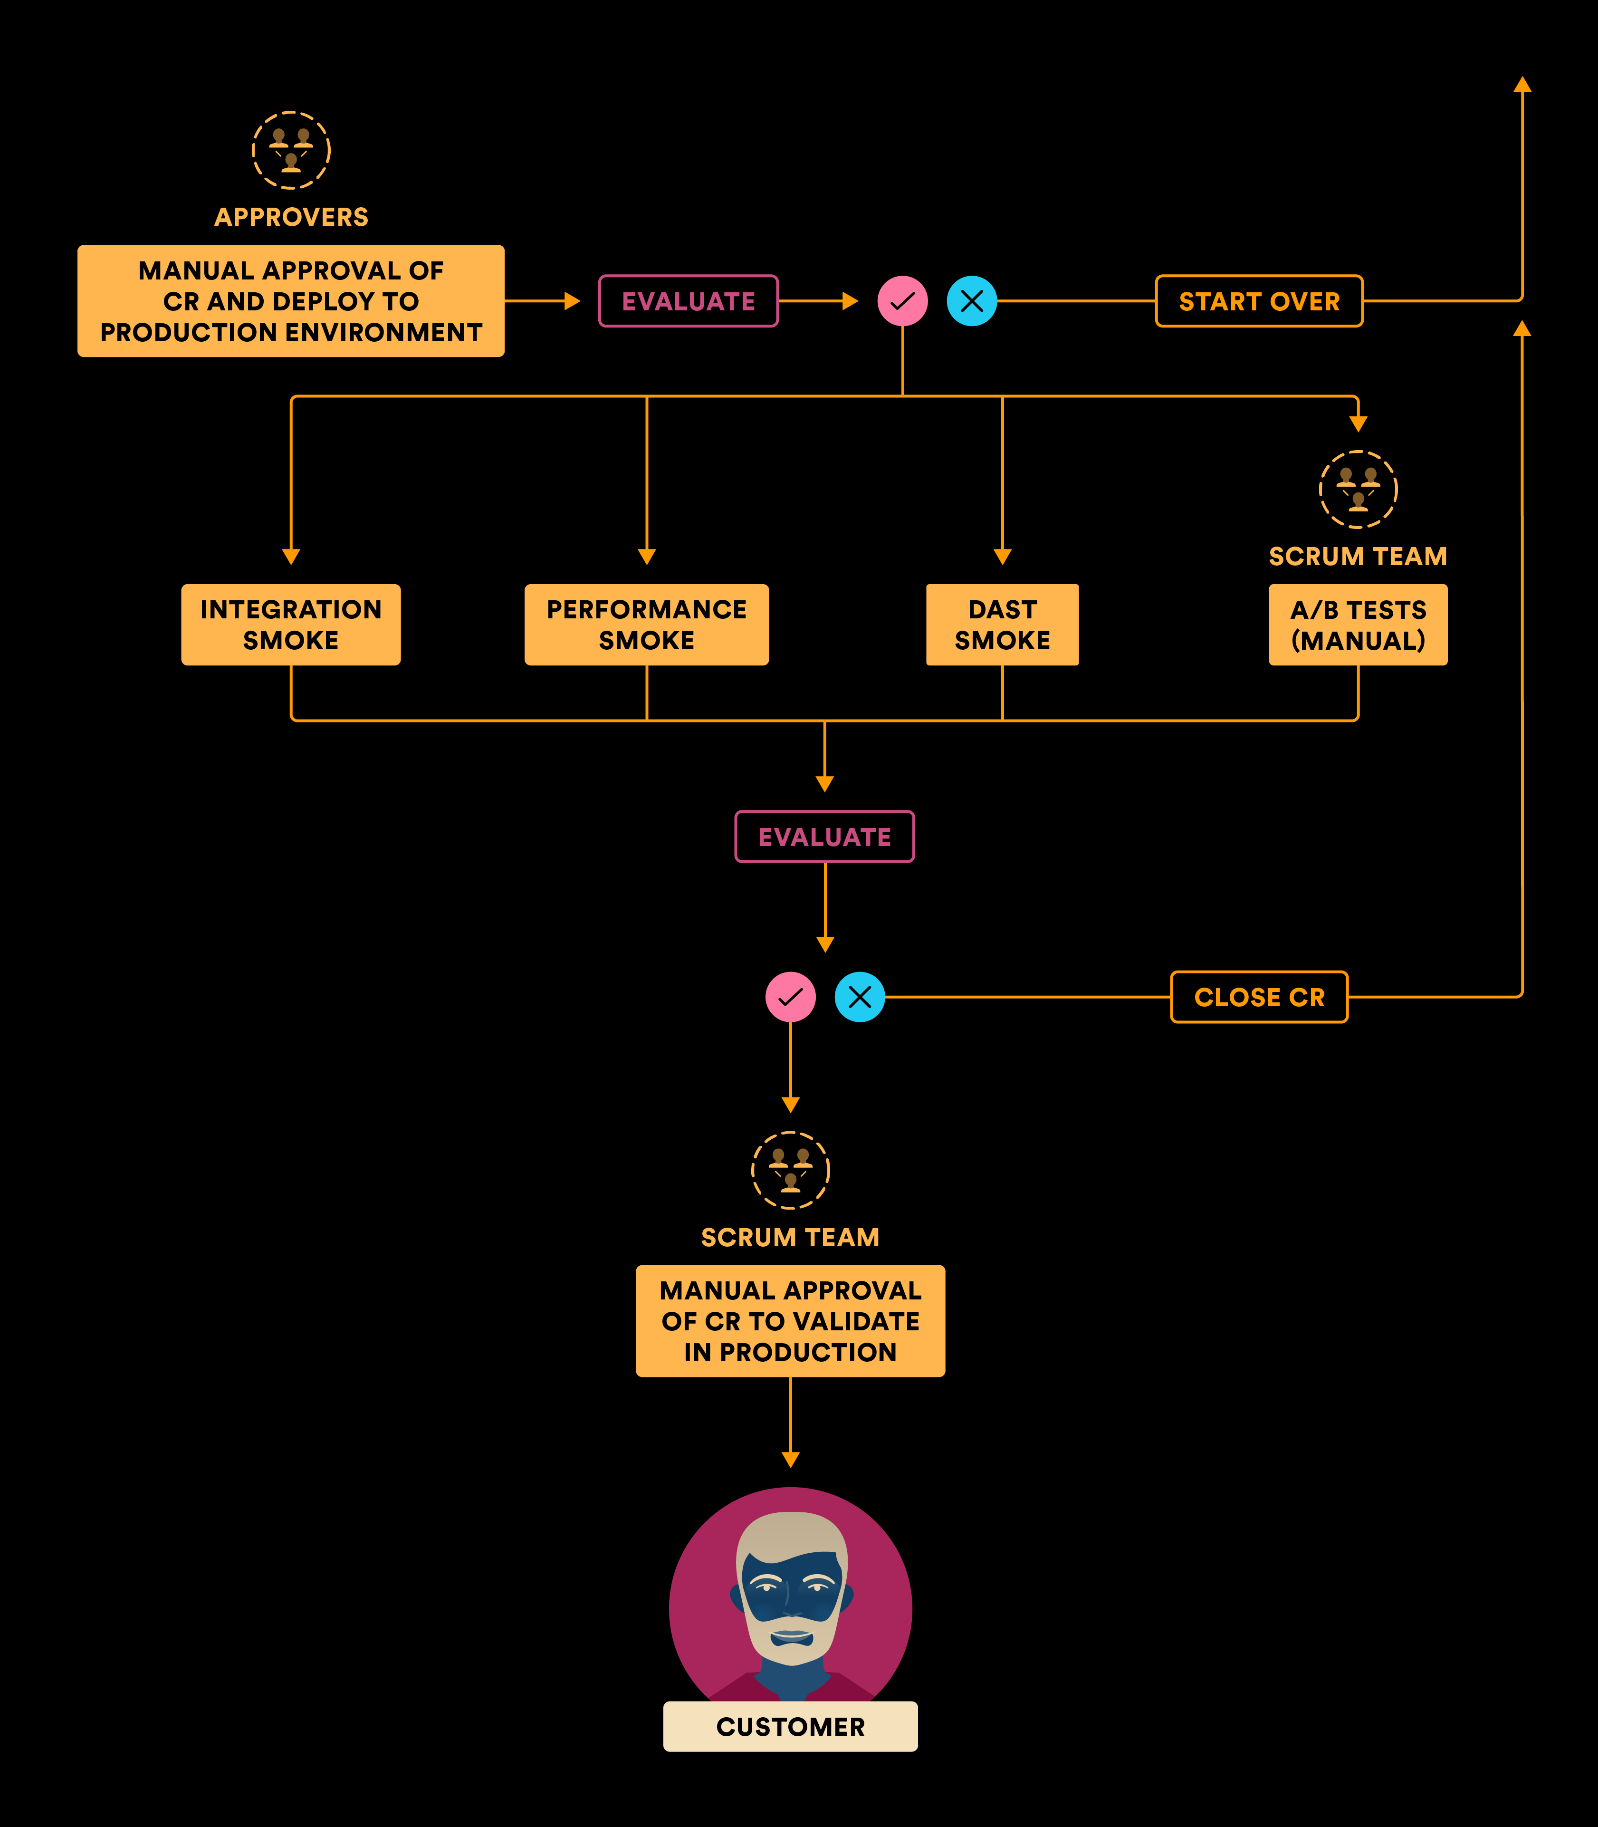 APPROVERS
MANUAL APPROVAL OF
CR AND DEPLOY TO
PRODUCTION ENVIRONMENT
EVALUATE
START OVER
SCRUM TEAM
INTEGRATION
SMOKE
PERFORMANCE
SMOKE
DAST
SMOKE
A/B TESTS
(MANUAL)
EVALUATE
CLOSE CR
SCRUM TEAM
MANUAL APPROVAL
OF CR TO VALIDATE
IN PRODUCTION
CUSTOMER